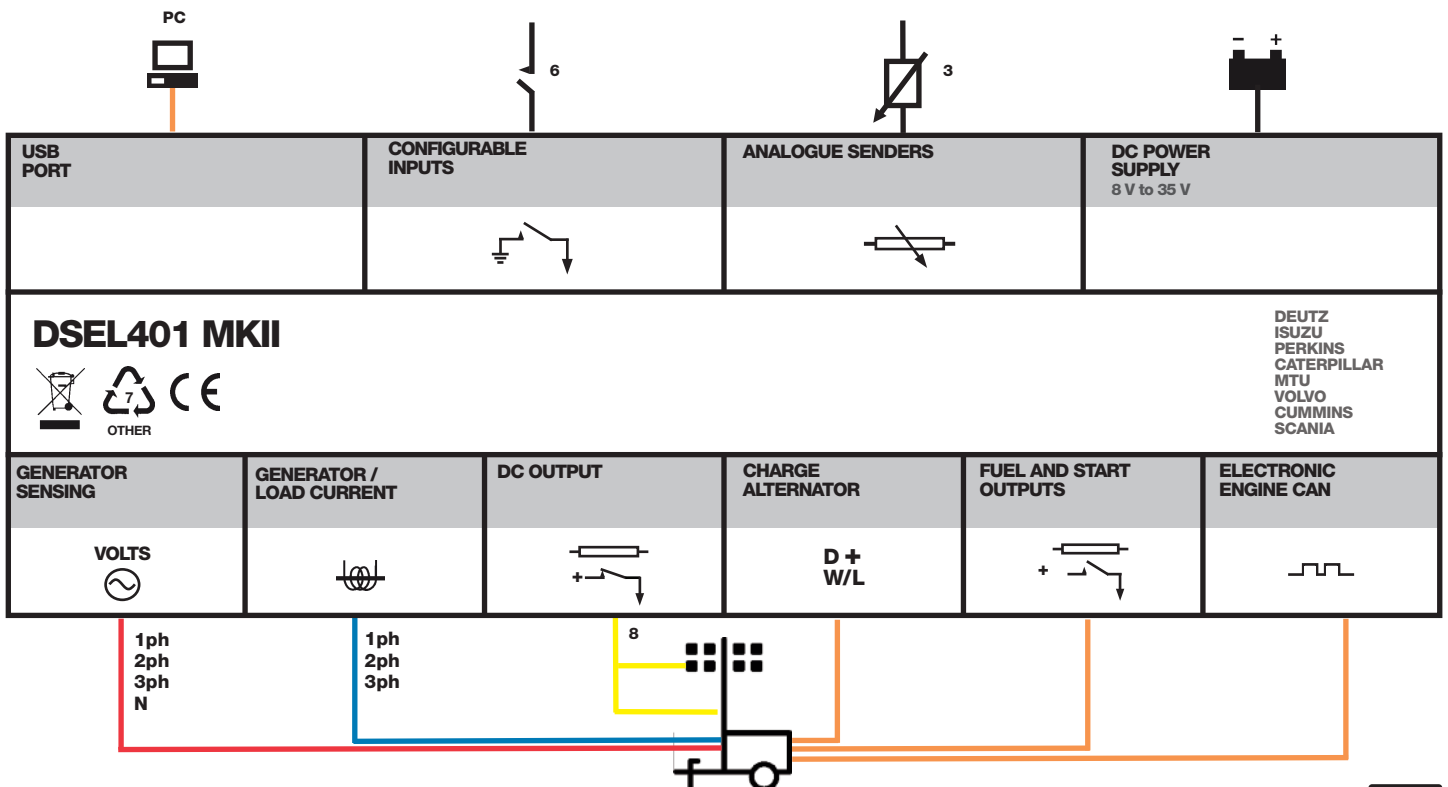 PC
6
3
- +
USB
PORT
CONFIGURABLE
INPUTS
ANALOGUE SENDERS
DC POWER
SUPPLY
8 V to 35 V
DSEL401 MKII
7
OTHER
CE
DEUTZ
ISUZU
PERKINS
CATERPILLAR
MTU
VOLVO
CUMMINS
SCANIA
GENERATOR
SENSING
GENERATOR /
LOAD CURRENT
DC OUTPUT
CHARGE
ALTERNATOR
FUEL AND START
OUTPUTS
ELECTRONIC
ENGINE CAN
VOLTS
+
D +
W/L
+
1ph
2ph
3ph
N
1ph
2ph
3ph
8